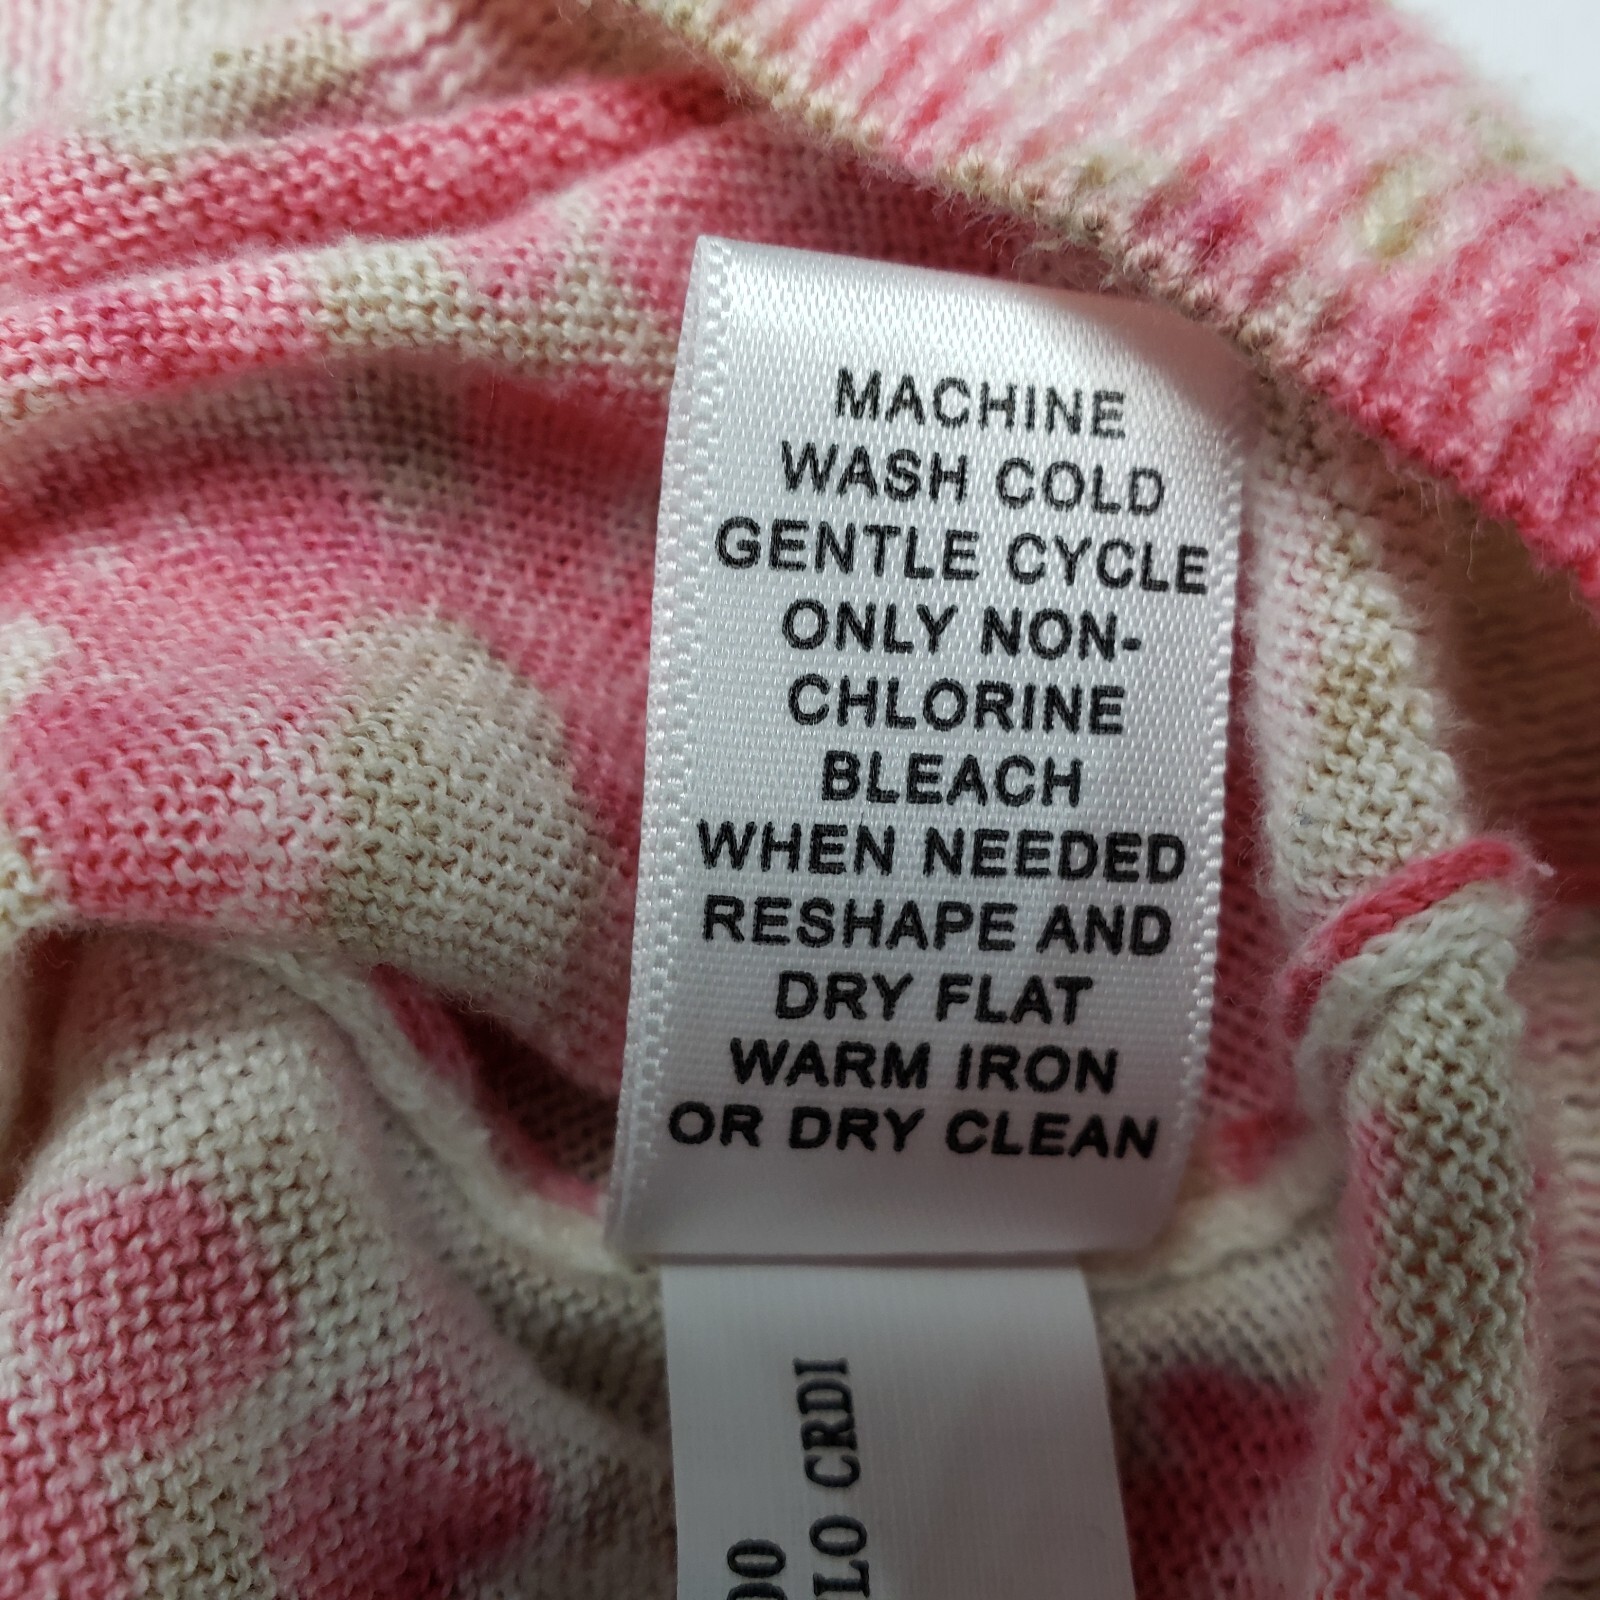 MACHINE
WASH COLD
GENTLE CYCLE
ONLY NON-
CHLORINE
BLEACH
WHEN NEEDED
RESHAPE AND
DRY FLAT
WARM IRON
OR DRY CLEAN
LO CRDI